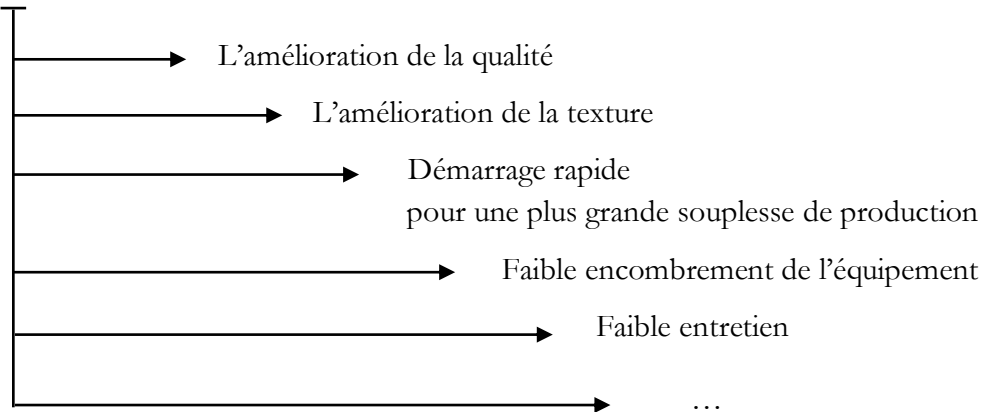 L’amélioration de la qualité
L’amélioration de la texture
Démarrage rapide
pour une plus grande souplesse de production
Faible encombrement de l’équipement
Faible entretien
…